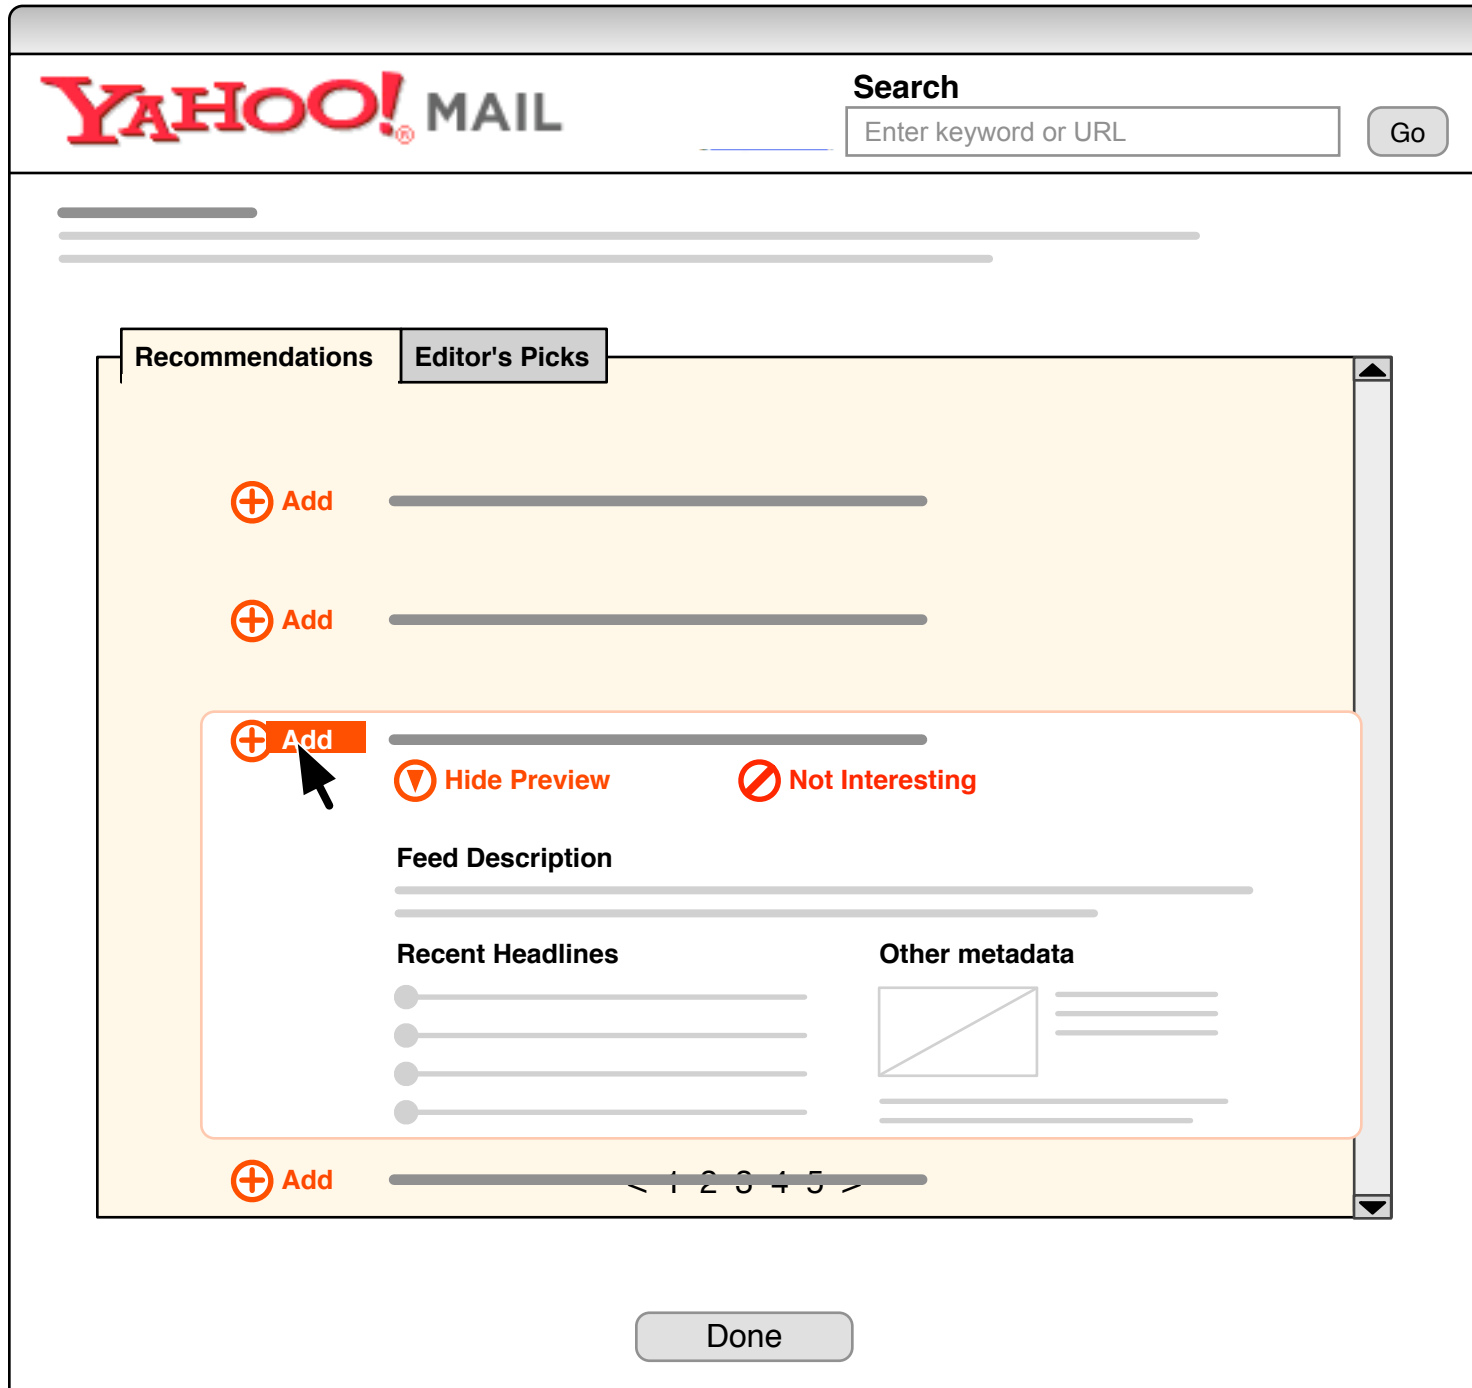 YAHOO!® MAIL
Search
Enter keyword or URL
Go
Recommendations
Editor's Picks
Add
Add
Add
Hide Preview
Not Interesting
Feed Description
Recent Headlines
Other metadata
Add
< 1 2 3 4 5 >
Done